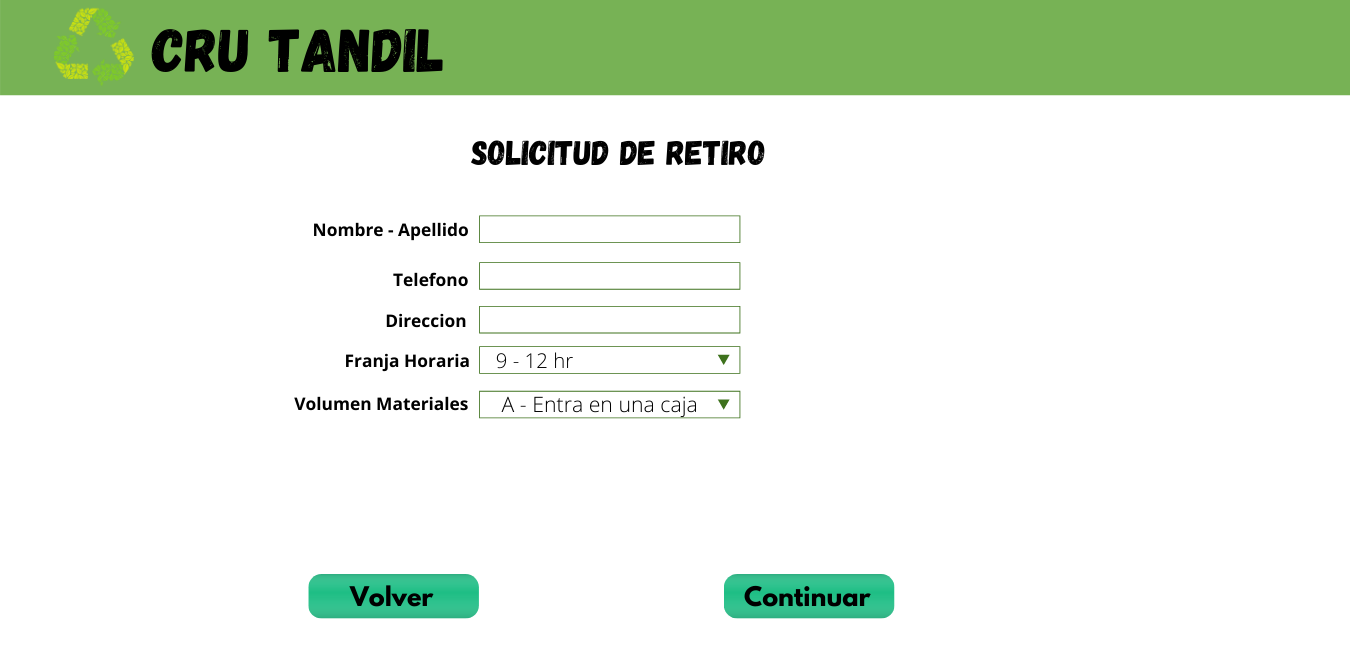 CRU TANDIL
SOLICITUD DE RETIRO
Nombre - Apellido
Telefono
Direccion
Franja Horaria 9 - 12 hr
Volumen Materiales A - Entra en una caja
Volver Continuar